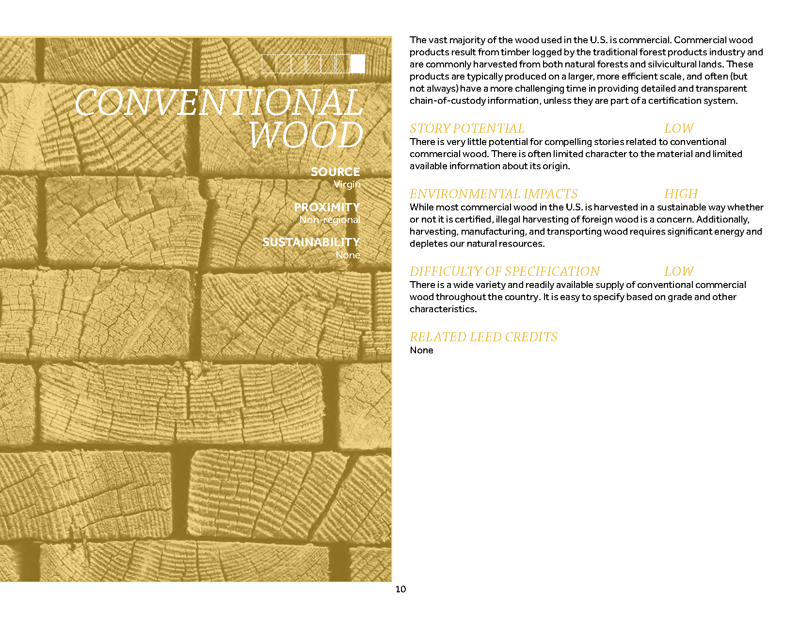 CONVENTIONAL
WOOD
SOURCE
Virgin
PROXIMITY
Non-regional
SUSTAINABILITY
None
The vast majority of the wood used in the U.S. is commercial. Commercial wood
products result from timber logged by the traditional forest products industry and
are commonly harvested from both natural forests and silvicultural lands. These
products are typically produced on a larger, more efficient scale, and often (but
not always) have a more challenging time in providing detailed and transparent
chain-of-custody information, unless they are part of a certification system.
STORY POTENTIAL LOW
There is very little potential for compelling stories related to conventional
commercial wood. There is often limited character to the material and limited
available information about its origin.
ENVIRONMENTAL IMPACTS HIGH
While most commercial wood in the U.S. is harvested in a sustainable way whether
or not it is certified, illegal harvesting of foreign wood is a concern. Additionally,
harvesting, manufacturing, and transporting wood requires significant energy and
depletes our natural resources.
DIFFICULTY OF SPECIFICATION LOW
There is a wide variety and readily available supply of conventional commercial
wood throughout the country. It is easy to specify based on grade and other
characteristics.
RELATED LEED CREDITS
None
10